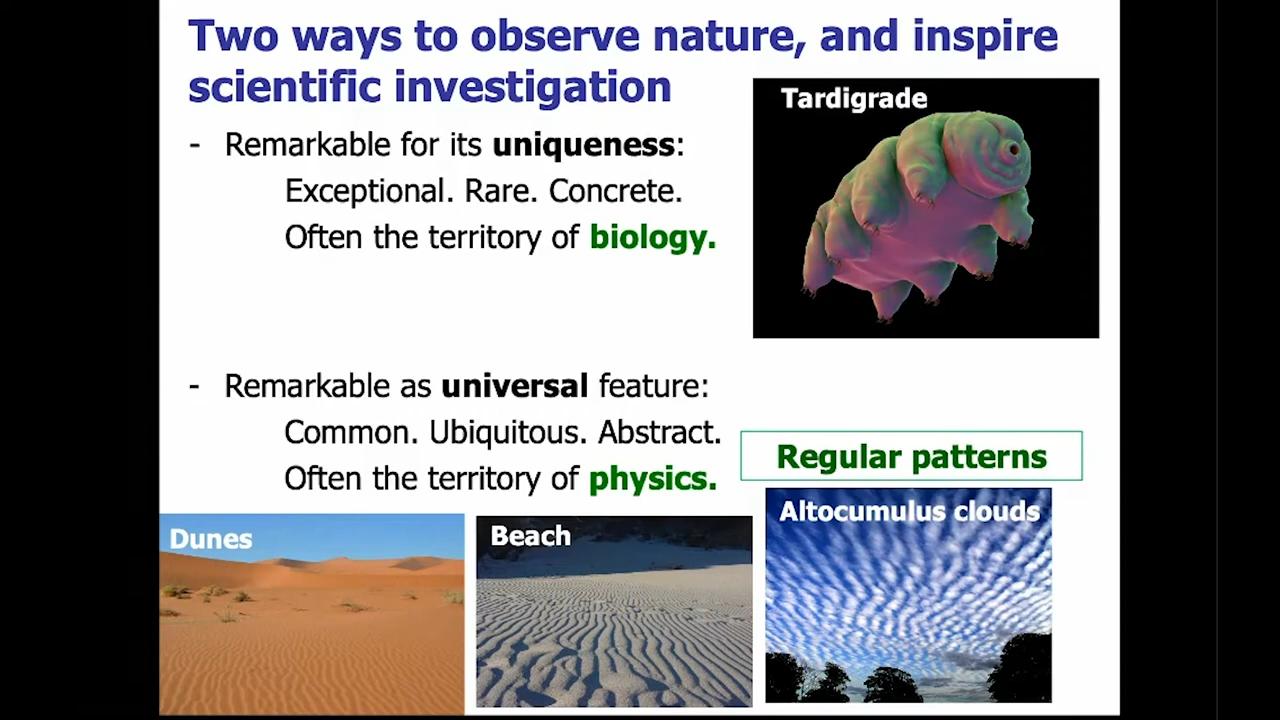 Two ways to observe nature, and inspire
scientific investigation
Tardigrade
- Remarkable for its uniqueness:
Exceptional. Rare. Concrete.
Often the territory of biology.
- Remarkable as universal feature:
Common. Ubiquitous. Abstract.
Often the territory of physics.
Regular patterns
Dunes
Beach
Altocumulus clouds